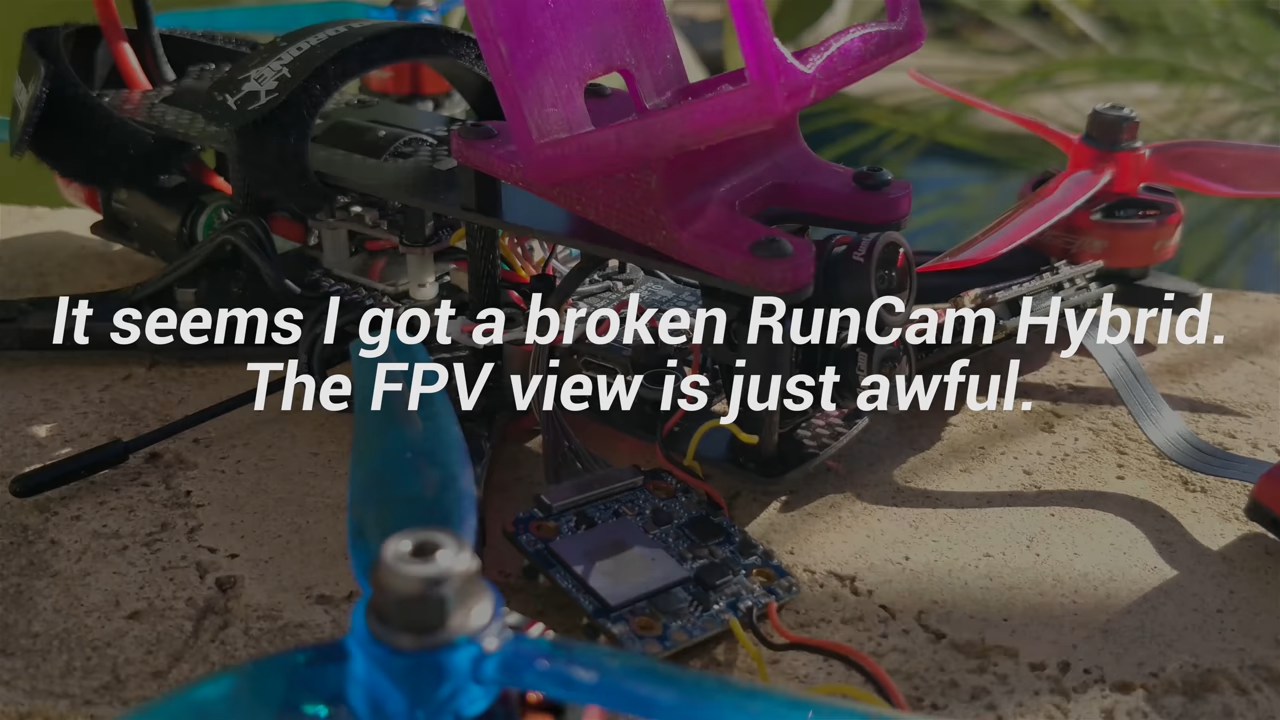 It seems I got a broken RunCam Hybrid.
The FPV view is just awful.